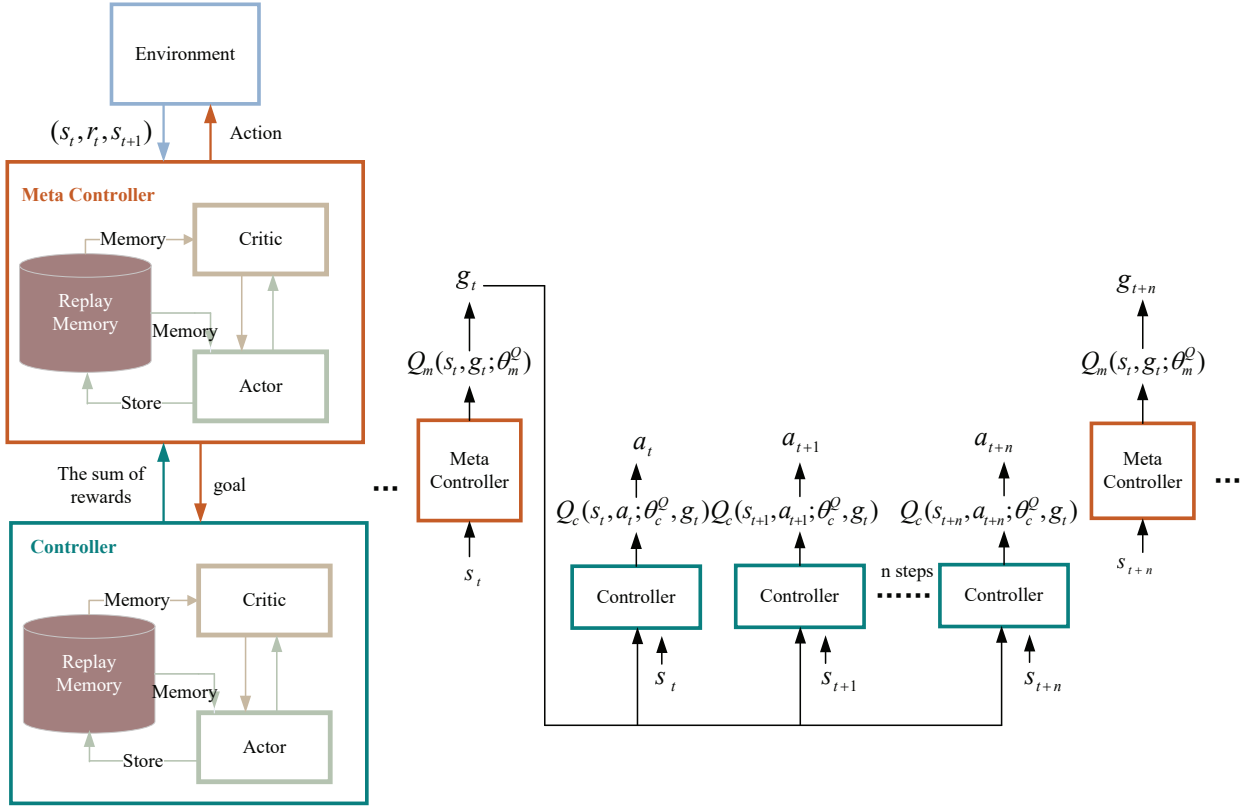 Environment
(s_t, r_t, s_{t+1})
Action
Meta Controller
Memory
Critic
Replay
Memory
Memory
Actor
Store
The sum of
rewards
goal
Controller
Memory
Critic
Replay
Memory
Memory
Actor
Store
...
g_t
Q_m(s_t, g_t; θ_m^Q)
Meta
Controller
s_t
a_t
Q_c(s_t, a_t; θ_c^Q, g_t)
Controller
s_t
a_{t+1}
Q_c(s_{t+1}, a_{t+1}; θ_c^Q, g_t)
Controller
s_{t+1}
n steps
......
a_{t+n}
Q_c(s_{t+n}, a_{t+n}; θ_c^Q, g_t)
Controller
s_{t+n}
g_{t+n}
Q_m(s_t, g_t; θ_m^Q)
Meta
Controller
s_{t+n}
...